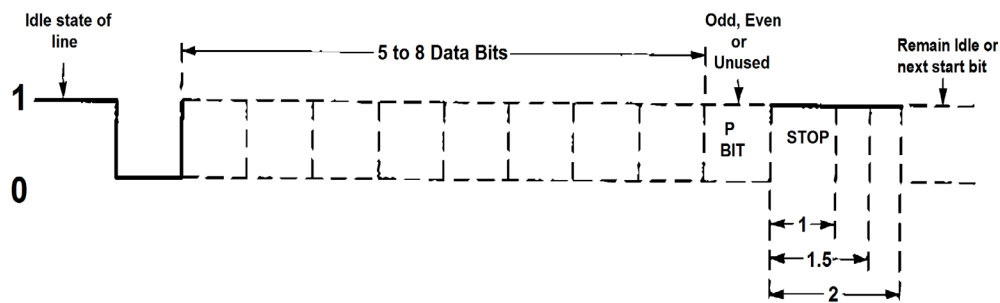 Idle state of
line
5 to 8 Data Bits
Odd, Even
or
Unused
Remain Idle or
next start bit
1
0
P
BIT
STOP
1
1.5
2